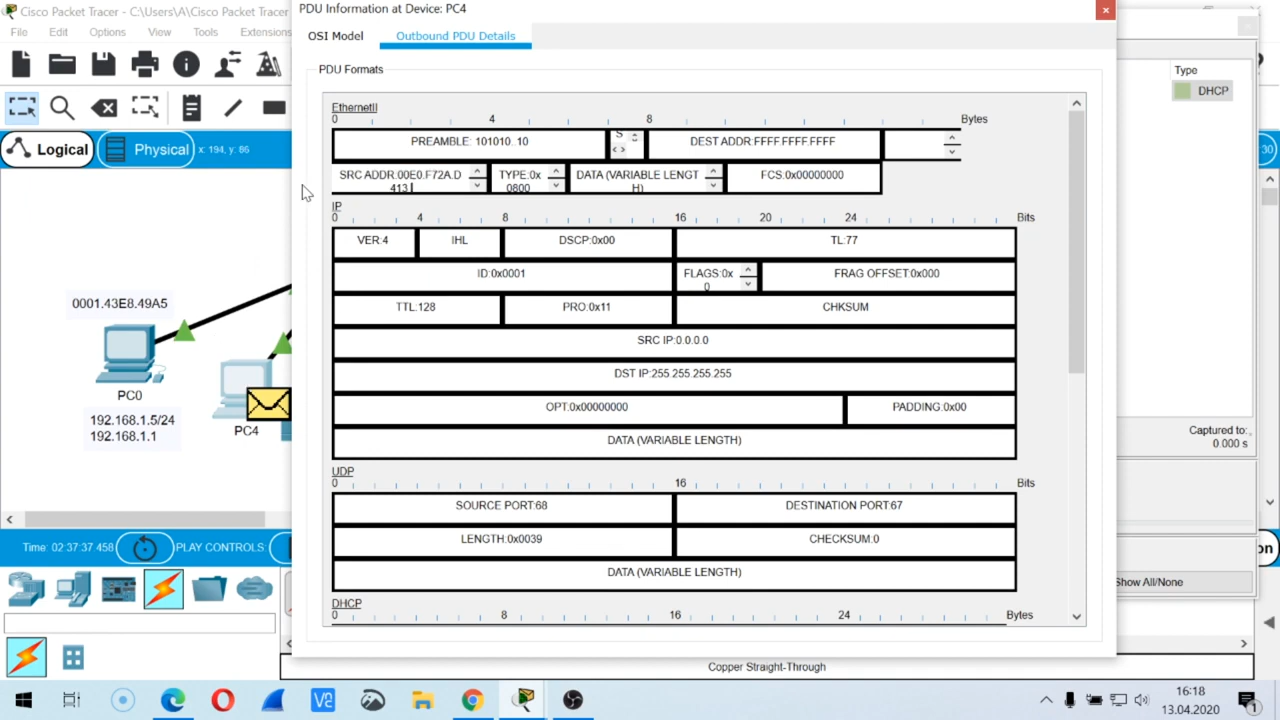 Cisco Packet Tracer - C:\Users\A\Cisco Packet Tracer
PDU Information at Device: PC4
File Edit Options View Tools Extensions
OSI Model Outbound PDU Details
PDU Formats
Type
DHCP
EthernetII
0 4 8 Bytes
PREAMBLE: 101010..10
S
<>
DEST ADDR:FFFF.FFFF.FFFF
Logical Physical x: 194, y: 86
SRC ADDR:00E0.F72A.D
413
TYPE:0x
0800
DATA (VARIABLE LENGT
H)
FCS:0x00000000
IP
0 4 8 16 20 24 Bits
VER:4 IHL DSCP:0x00 TL:77
ID:0x0001 FLAGS:0x
0
FRAG OFFSET:0x000
TTL:128 PRO:0x11 CHKSUM
SRC IP:0.0.0.0
DST IP:255.255.255.255
OPT:0x00000000 PADDING:0x00
DATA (VARIABLE LENGTH)
0001.43E8.49A5
PC0
192.168.1.5/24
192.168.1.1
PC4
Captured to:
0.000 s
UDP
0 16 Bits
SOURCE PORT:68 DESTINATION PORT:67
LENGTH:0x0039 CHECKSUM:0
DATA (VARIABLE LENGTH)
DHCP
0 8 16 24 Bytes
Time: 02:37:37.458 PLAY CONTROLS:
Show All/None
Copper Straight-Through
16:18
13.04.2020
1